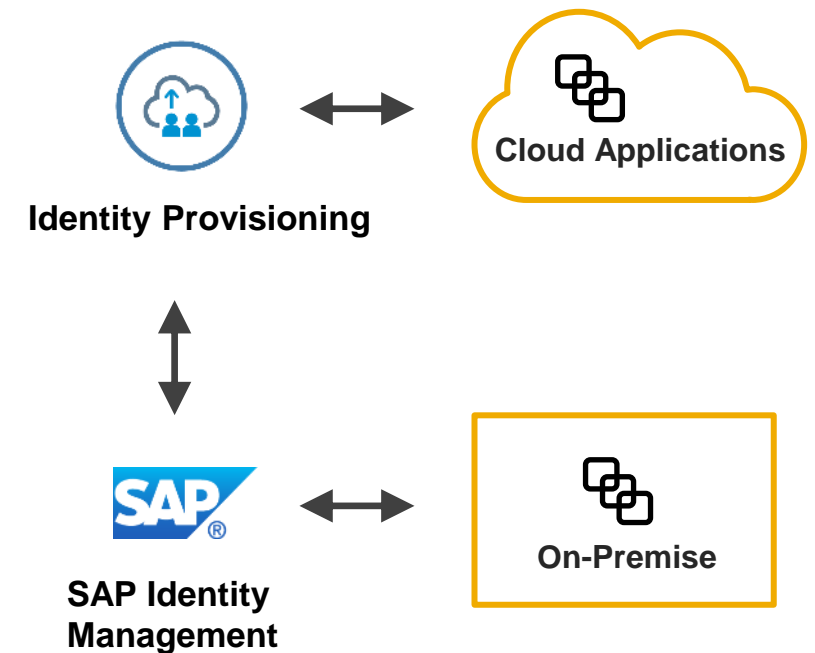 Cloud Applications
Identity Provisioning
SAP®
On-Premise
SAP Identity
Management